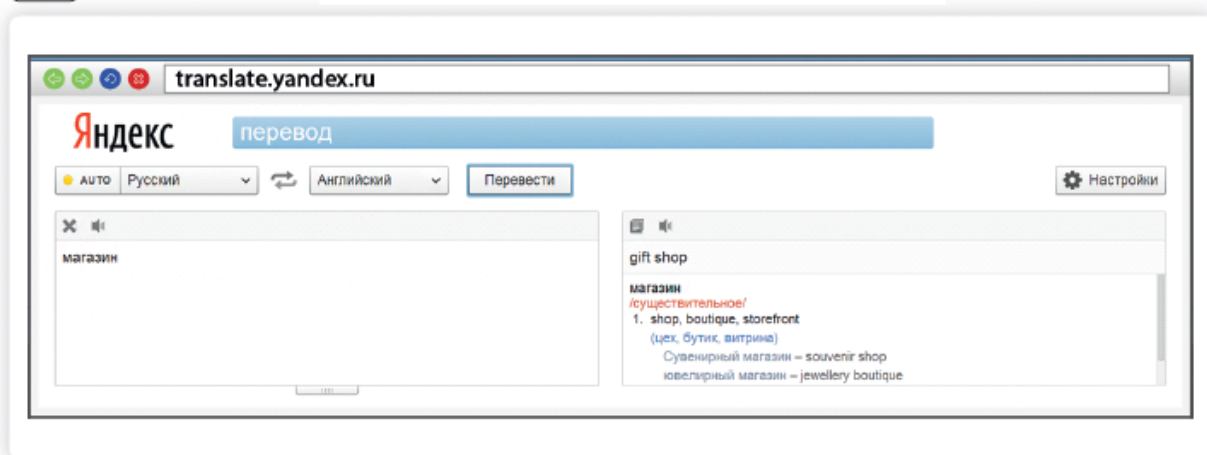 translate.yandex.ru
Яндекс
перевод
AUTO Русский Английский Перевести Настройки
магазин
gift shop
магазин
/существительное/
1. shop, boutique, storefront
(цех, бутик, витрина)
Сувенирный магазин – souvenir shop
ювелирный магазин – jewellery boutique